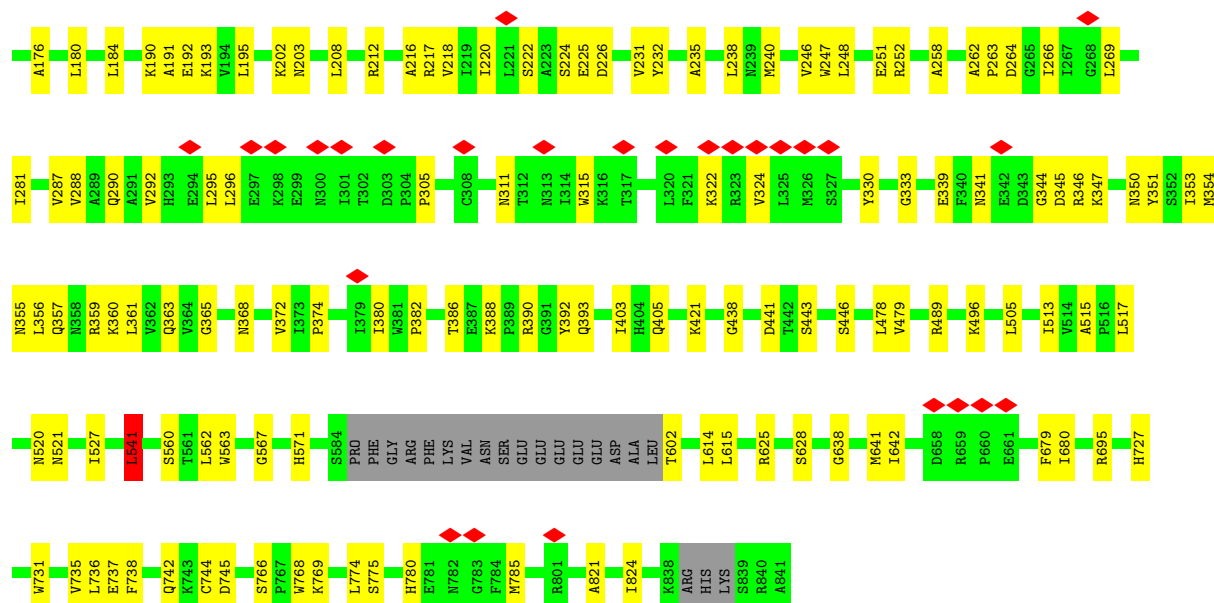 A176 L180 L184 K190 A191 E192 K193 V194 L195 K202 N203 L208 R212 A216 R217 V218 I219 I220 L221 S222 A223 S224 E225 D226 V231 Y232 A235 L238 N239 M240 V246 W247 L248 E251 R252 A258 A262 P263 D264 G265 I266 I267 G268 L269
I281 V287 V288 A289 Q290 A291 V292 H293 E294 L295 L296 E297 K298 E299 N300 I301 T302 D303 P304 P305 C308 N311 T312 N313 I314 W315 K316 T317 L320 F321 K322 R323 V324 L325 M326 S327 Y330 G333 E339 F340 N341 E342 D343 G344 D345 R346 K347 N350 Y351 S352 I353 M354
N355 L356 Q357 N358 R359 K360 L361 V362 Q363 V364 G365 N368 V372 I373 P374 I379 I380 W381 P382 T386 E387 K388 P389 R390 G391 Y392 Q393 I403 H404 Q405 K421 G438 D441 T442 S443 S446 L478 V479 R489 K496 L505 I513 V514 A515 P516 L517
N520 N521 I527 L541 S560 T561 L562 W563 G567 H571 S584 PRO PHE GLY ARG PHE LYS VAL ASN SER GLU GLU GLU GLU GLU ASP ALA LEU T602 L614 L615 R625 S628 G638 M641 I642 D658 R659 P660 E661 F679 I680 R695 H727
W731 V735 L736 E737 F738 Q742 K743 C744 D745 S766 P767 W768 K769 L774 S775 H780 E781 N782 G783 F784 M785 R801 A821 I824 K838 ARG HIS LYS S839 R840 A841